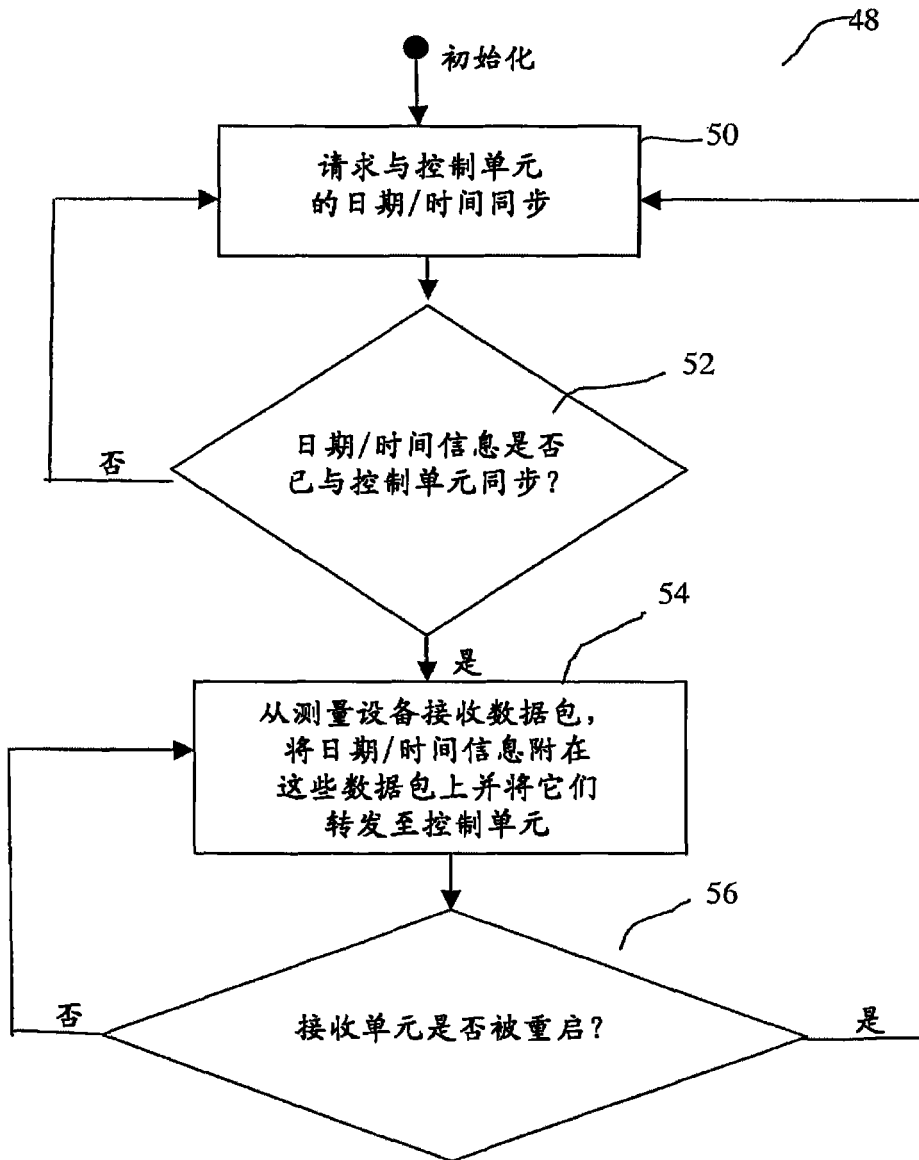 48
初始化
50
请求与控制单元
的日期/时间同步
52
日期/时间信息是否
已与控制单元同步?
否
是
54
从测量设备接收数据包,
将日期/时间信息附在
这些数据包上并将它们
转发至控制单元
56
接收单元是否被重启?
否
是